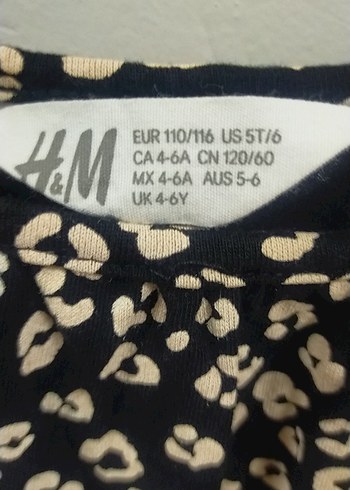 H&M
EUR 110/116 US 5T/6
CA 4-6A CN 120/60
MX 4-6A AUS 5-6
UK 4-6Y